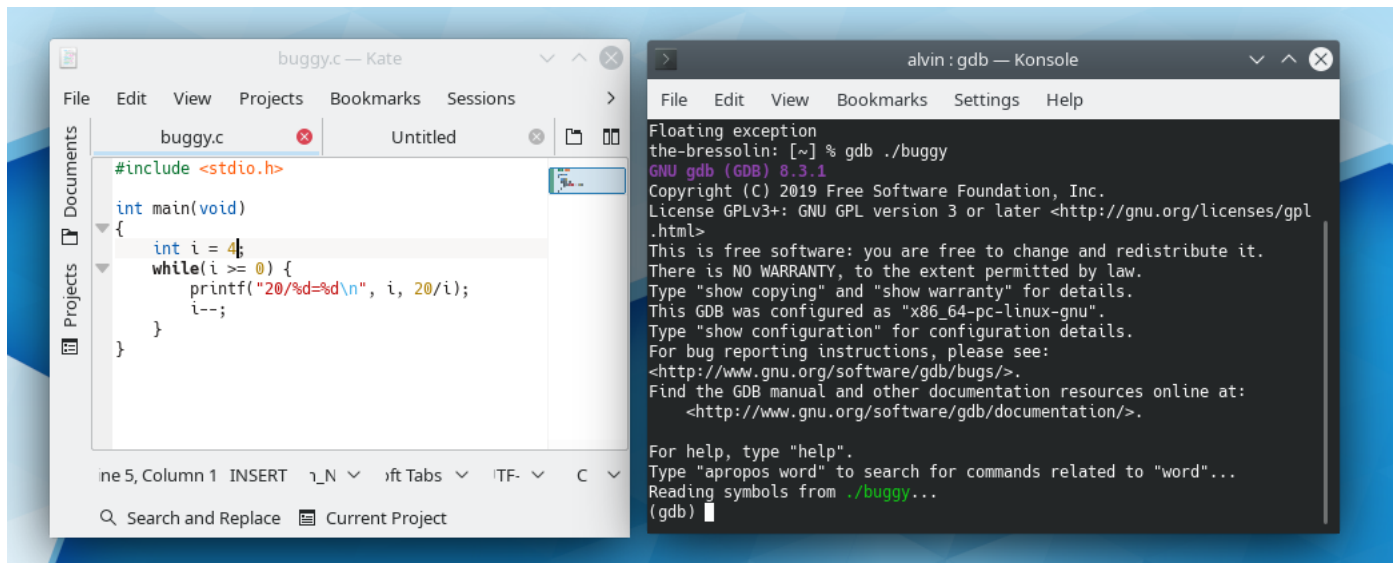 buggy.c — Kate
File Edit View Projects Bookmarks Sessions
Documents
Projects
buggy.c Untitled
#include <stdio.h>
int main(void)
{
int i = 4;
while(i >= 0) {
printf("20/%d=%d\n", i, 20/i);
i--;
}
}
ine 5, Column 1 INSERT _N oft Tabs TF- C
Search and Replace Current Project
alvin : gdb — Konsole
File Edit View Bookmarks Settings Help
Floating exception
the-bressolin: [~] % gdb ./buggy
GNU gdb (GDB) 8.3.1
Copyright (C) 2019 Free Software Foundation, Inc.
License GPLv3+: GNU GPL version 3 or later <http://gnu.org/licenses/gpl
.html>
This is free software: you are free to change and redistribute it.
There is NO WARRANTY, to the extent permitted by law.
Type "show copying" and "show warranty" for details.
This GDB was configured as "x86_64-pc-linux-gnu".
Type "show configuration" for configuration details.
For bug reporting instructions, please see:
<http://www.gnu.org/software/gdb/bugs/>.
Find the GDB manual and other documentation resources online at:
<http://www.gnu.org/software/gdb/documentation/>.
For help, type "help".
Type "apropos word" to search for commands related to "word"...
Reading symbols from ./buggy...
(gdb)